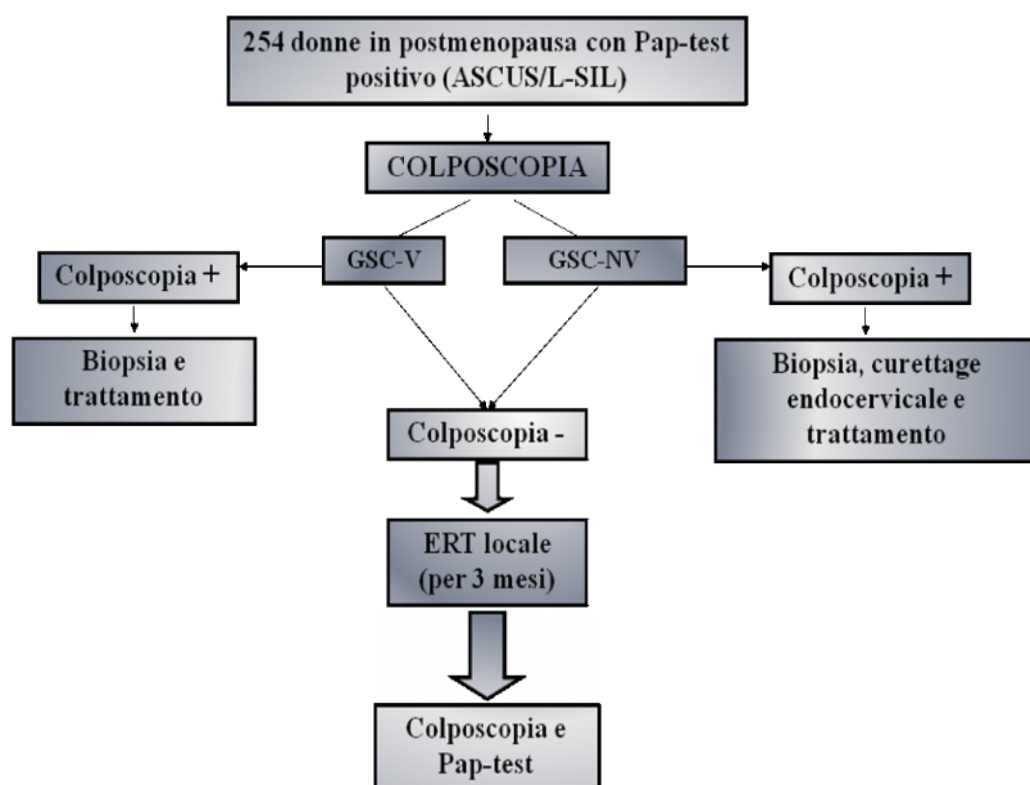 254 donne in postmenopausa con Pap-test
positivo (ASCUS/L-SIL)
COLPOSCOPIA
GSC-V
GSC-NV
Colposcopia +
Colposcopia +
Biopsia e
trattamento
Biopsia, curettage
endocervicale e
trattamento
Colposcopia -
ERT locale
(per 3 mesi)
Colposcopia e
Pap-test